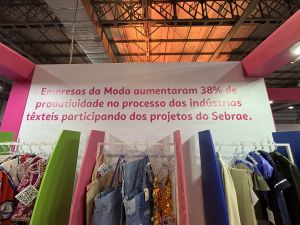 Empresas da Moda aumentaram 38% de
produtividade no processo das indústrias
têxteis participando dos projetos do Sebrae.